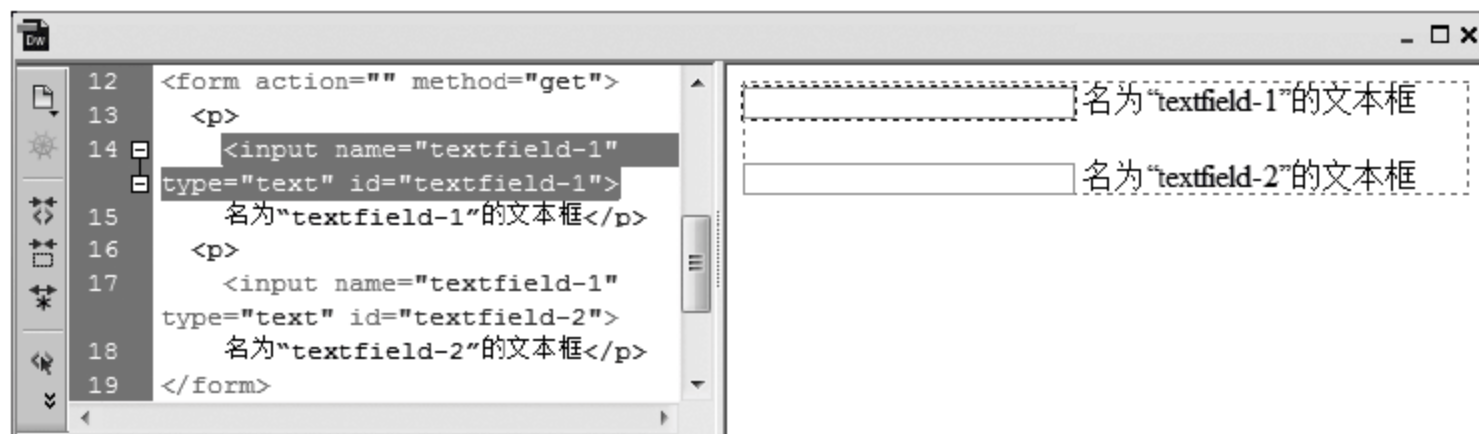 Dw
12 <form action="" method="get">
13 <p>
14 <input name="textfield-1"
type="text" id="textfield-1">
15 名为“textfield-1”的文本框</p>
16 <p>
17 <input name="textfield-1"
type="text" id="textfield-2">
18 名为“textfield-2”的文本框</p>
19 </form>
名为“textfield-1”的文本框
名为“textfield-2”的文本框